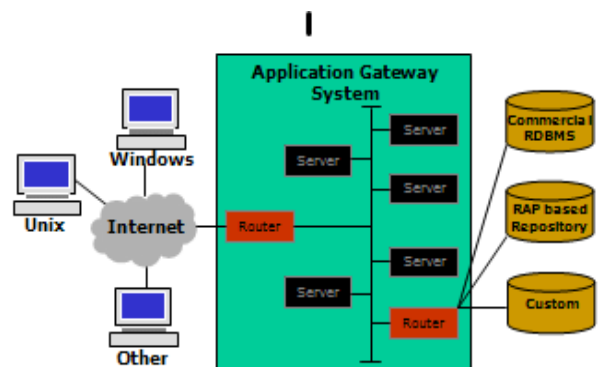 Application Gateway
System
Windows
Unix
Internet
Other
Router
Server
Server
Server
Server
Server
Router
Commercial
RDBMS
RAP based
Repository
Custom